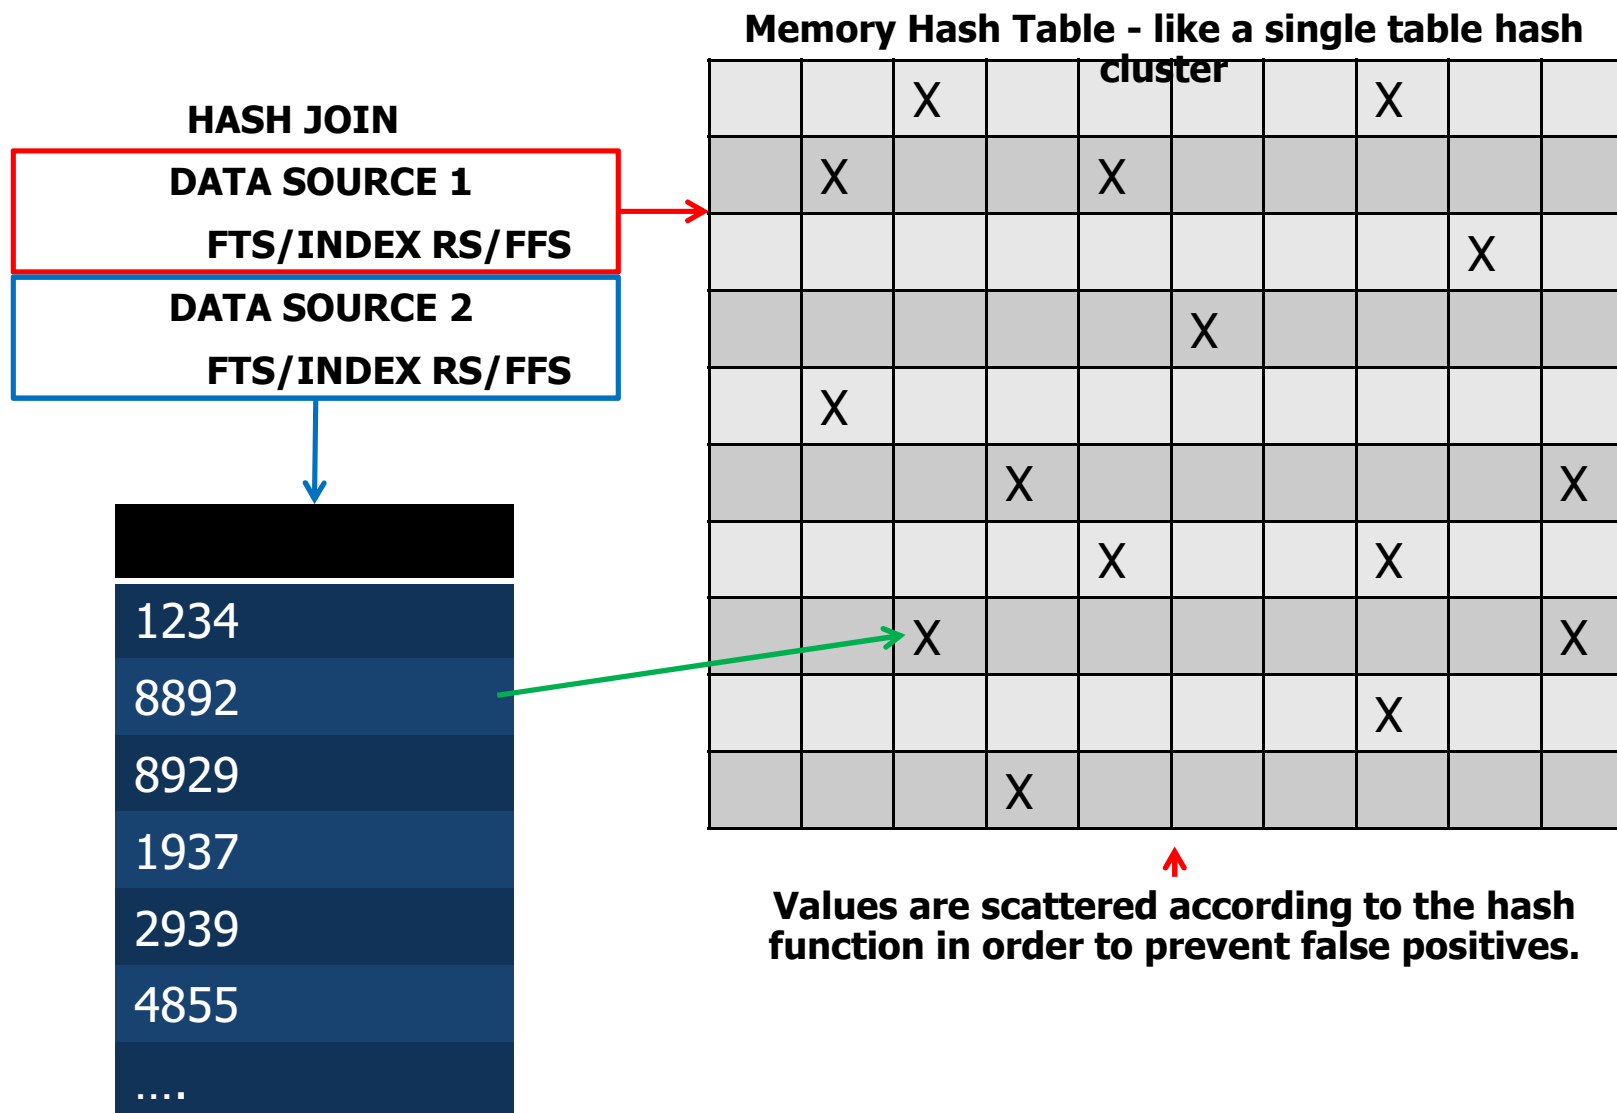 Memory Hash Table - like a single table hash
cluster
HASH JOIN
DATA SOURCE 1
FTS/INDEX RS/FFS
DATA SOURCE 2
FTS/INDEX RS/FFS
X X
X X
X
X
X
X X
X X
X X
X
X
1234
8892
8929
1937
2939
4855
....
Values are scattered according to the hash
function in order to prevent false positives.